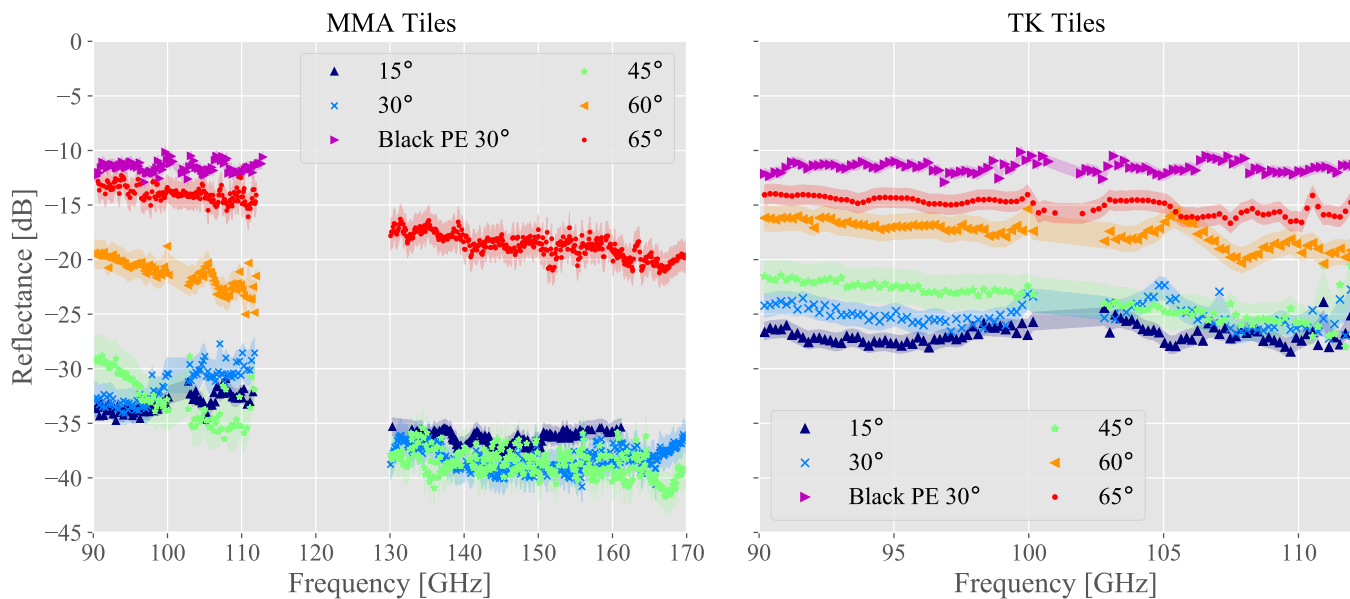 MMA Tiles
TK Tiles
0
−5
−10
−15
−20
−25
−30
−35
−40
−45
Reflectance [dB]
15°
30°
Black PE 30°
45°
60°
65°
90 100 110 120 130 140 150 160 170
Frequency [GHz]
15°
30°
Black PE 30°
45°
60°
65°
90 95 100 105 110
Frequency [GHz]